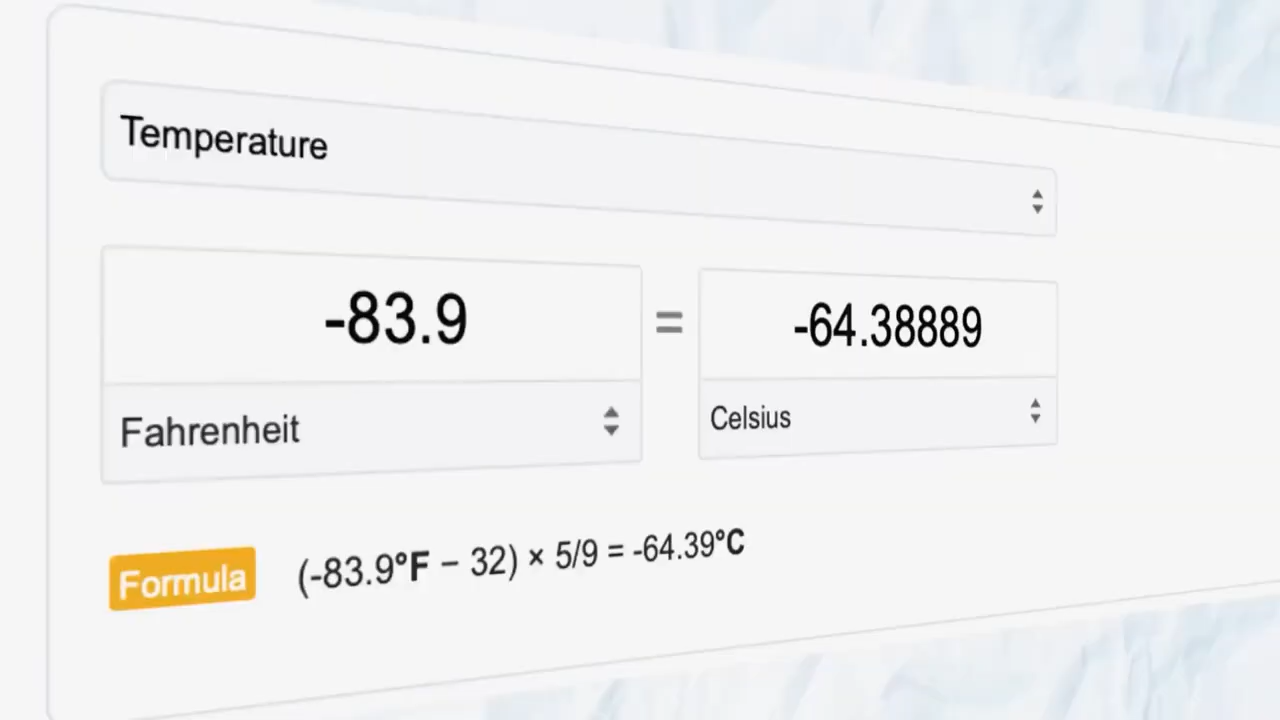 Temperature
-83.9 = -64.38889
Fahrenheit Celsius
Formula (-83.9°F − 32) × 5/9 = -64.39°C